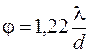 φ = 1,22 λ/d